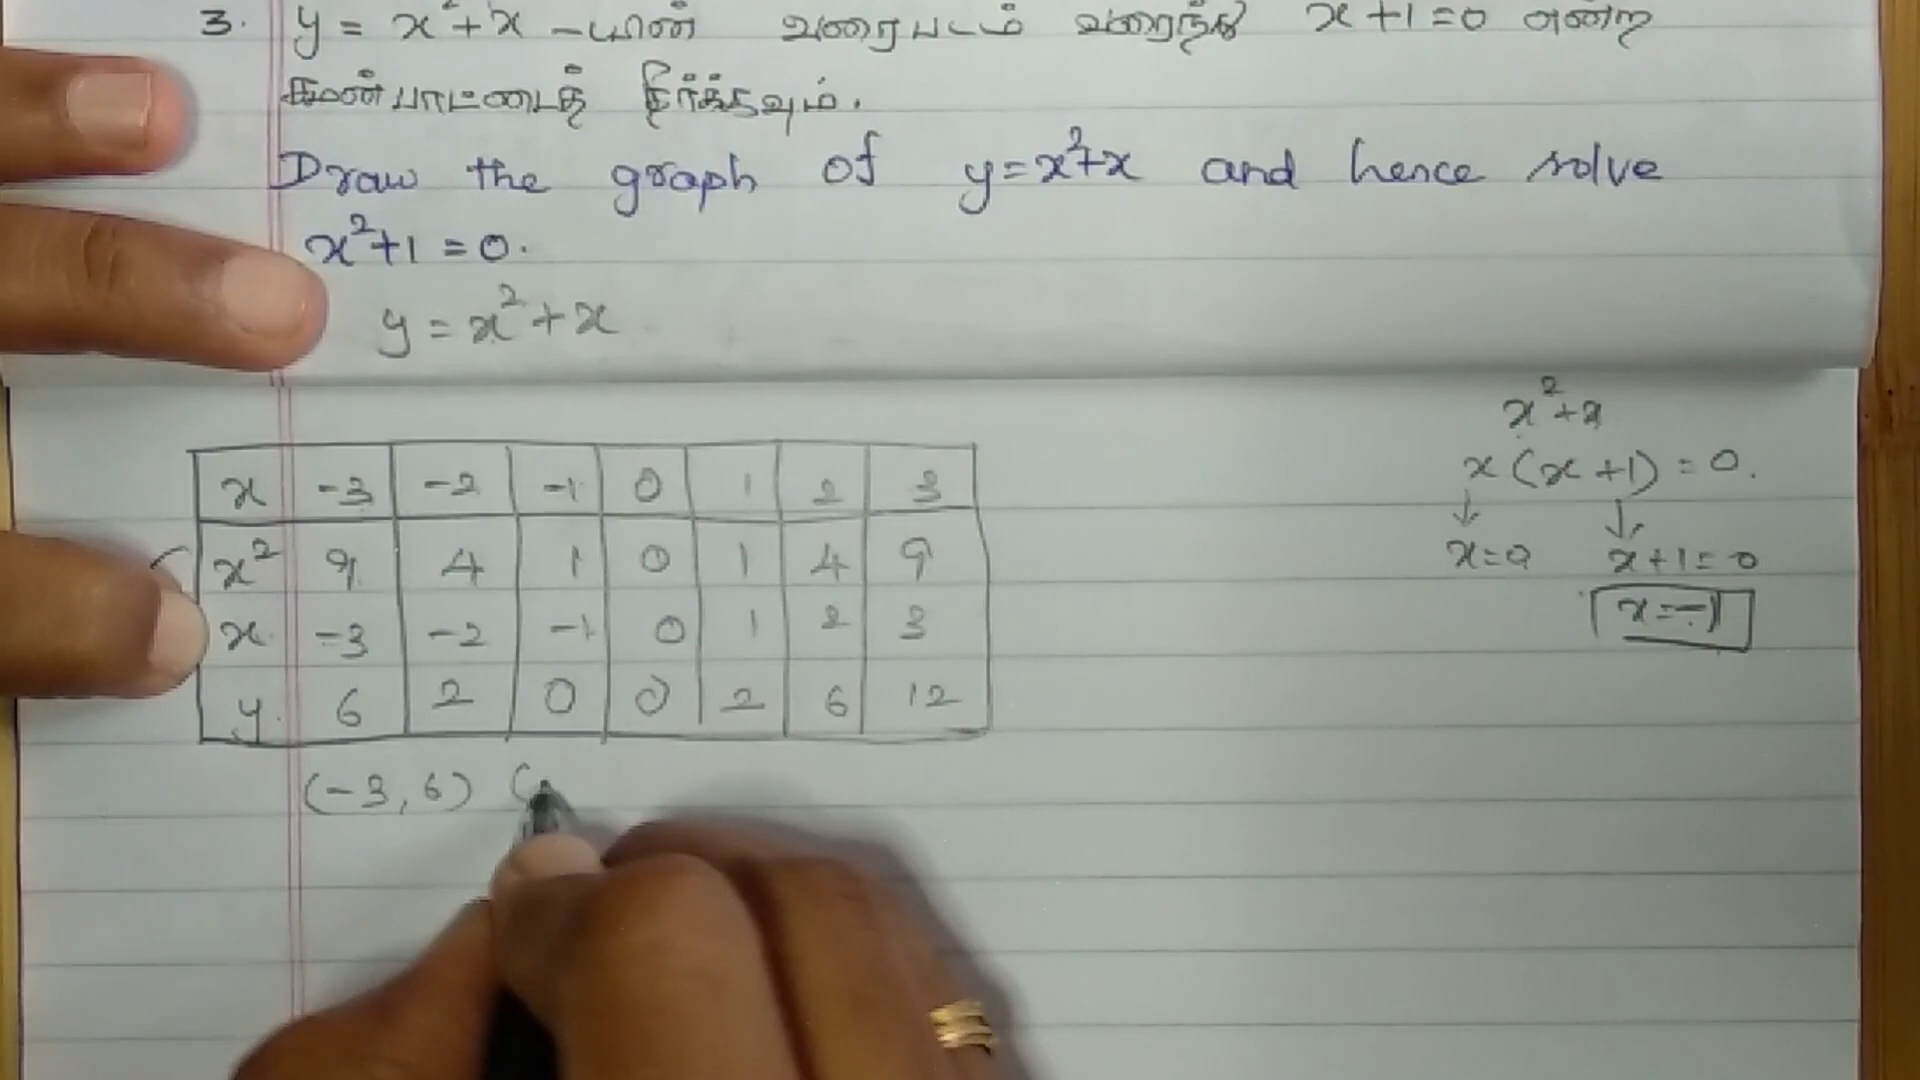 3. y = x²+x -யின் வரைபடம் வரைந்து x+1=0 என்ற
சமன்பாட்டைத் தீர்க்கவும்.
Draw the graph of y=x²+x and hence solve
x²+1=0.
y = x²+x
x²+x
x(x+1)=0.
x=0 x+1=0
x=-1
x -3 -2 -1 0 1 2 3
x² 9 4 1 0 1 4 9
x -3 -2 -1 0 1 2 3
y 6 2 0 0 2 6 12
(-3,6) (